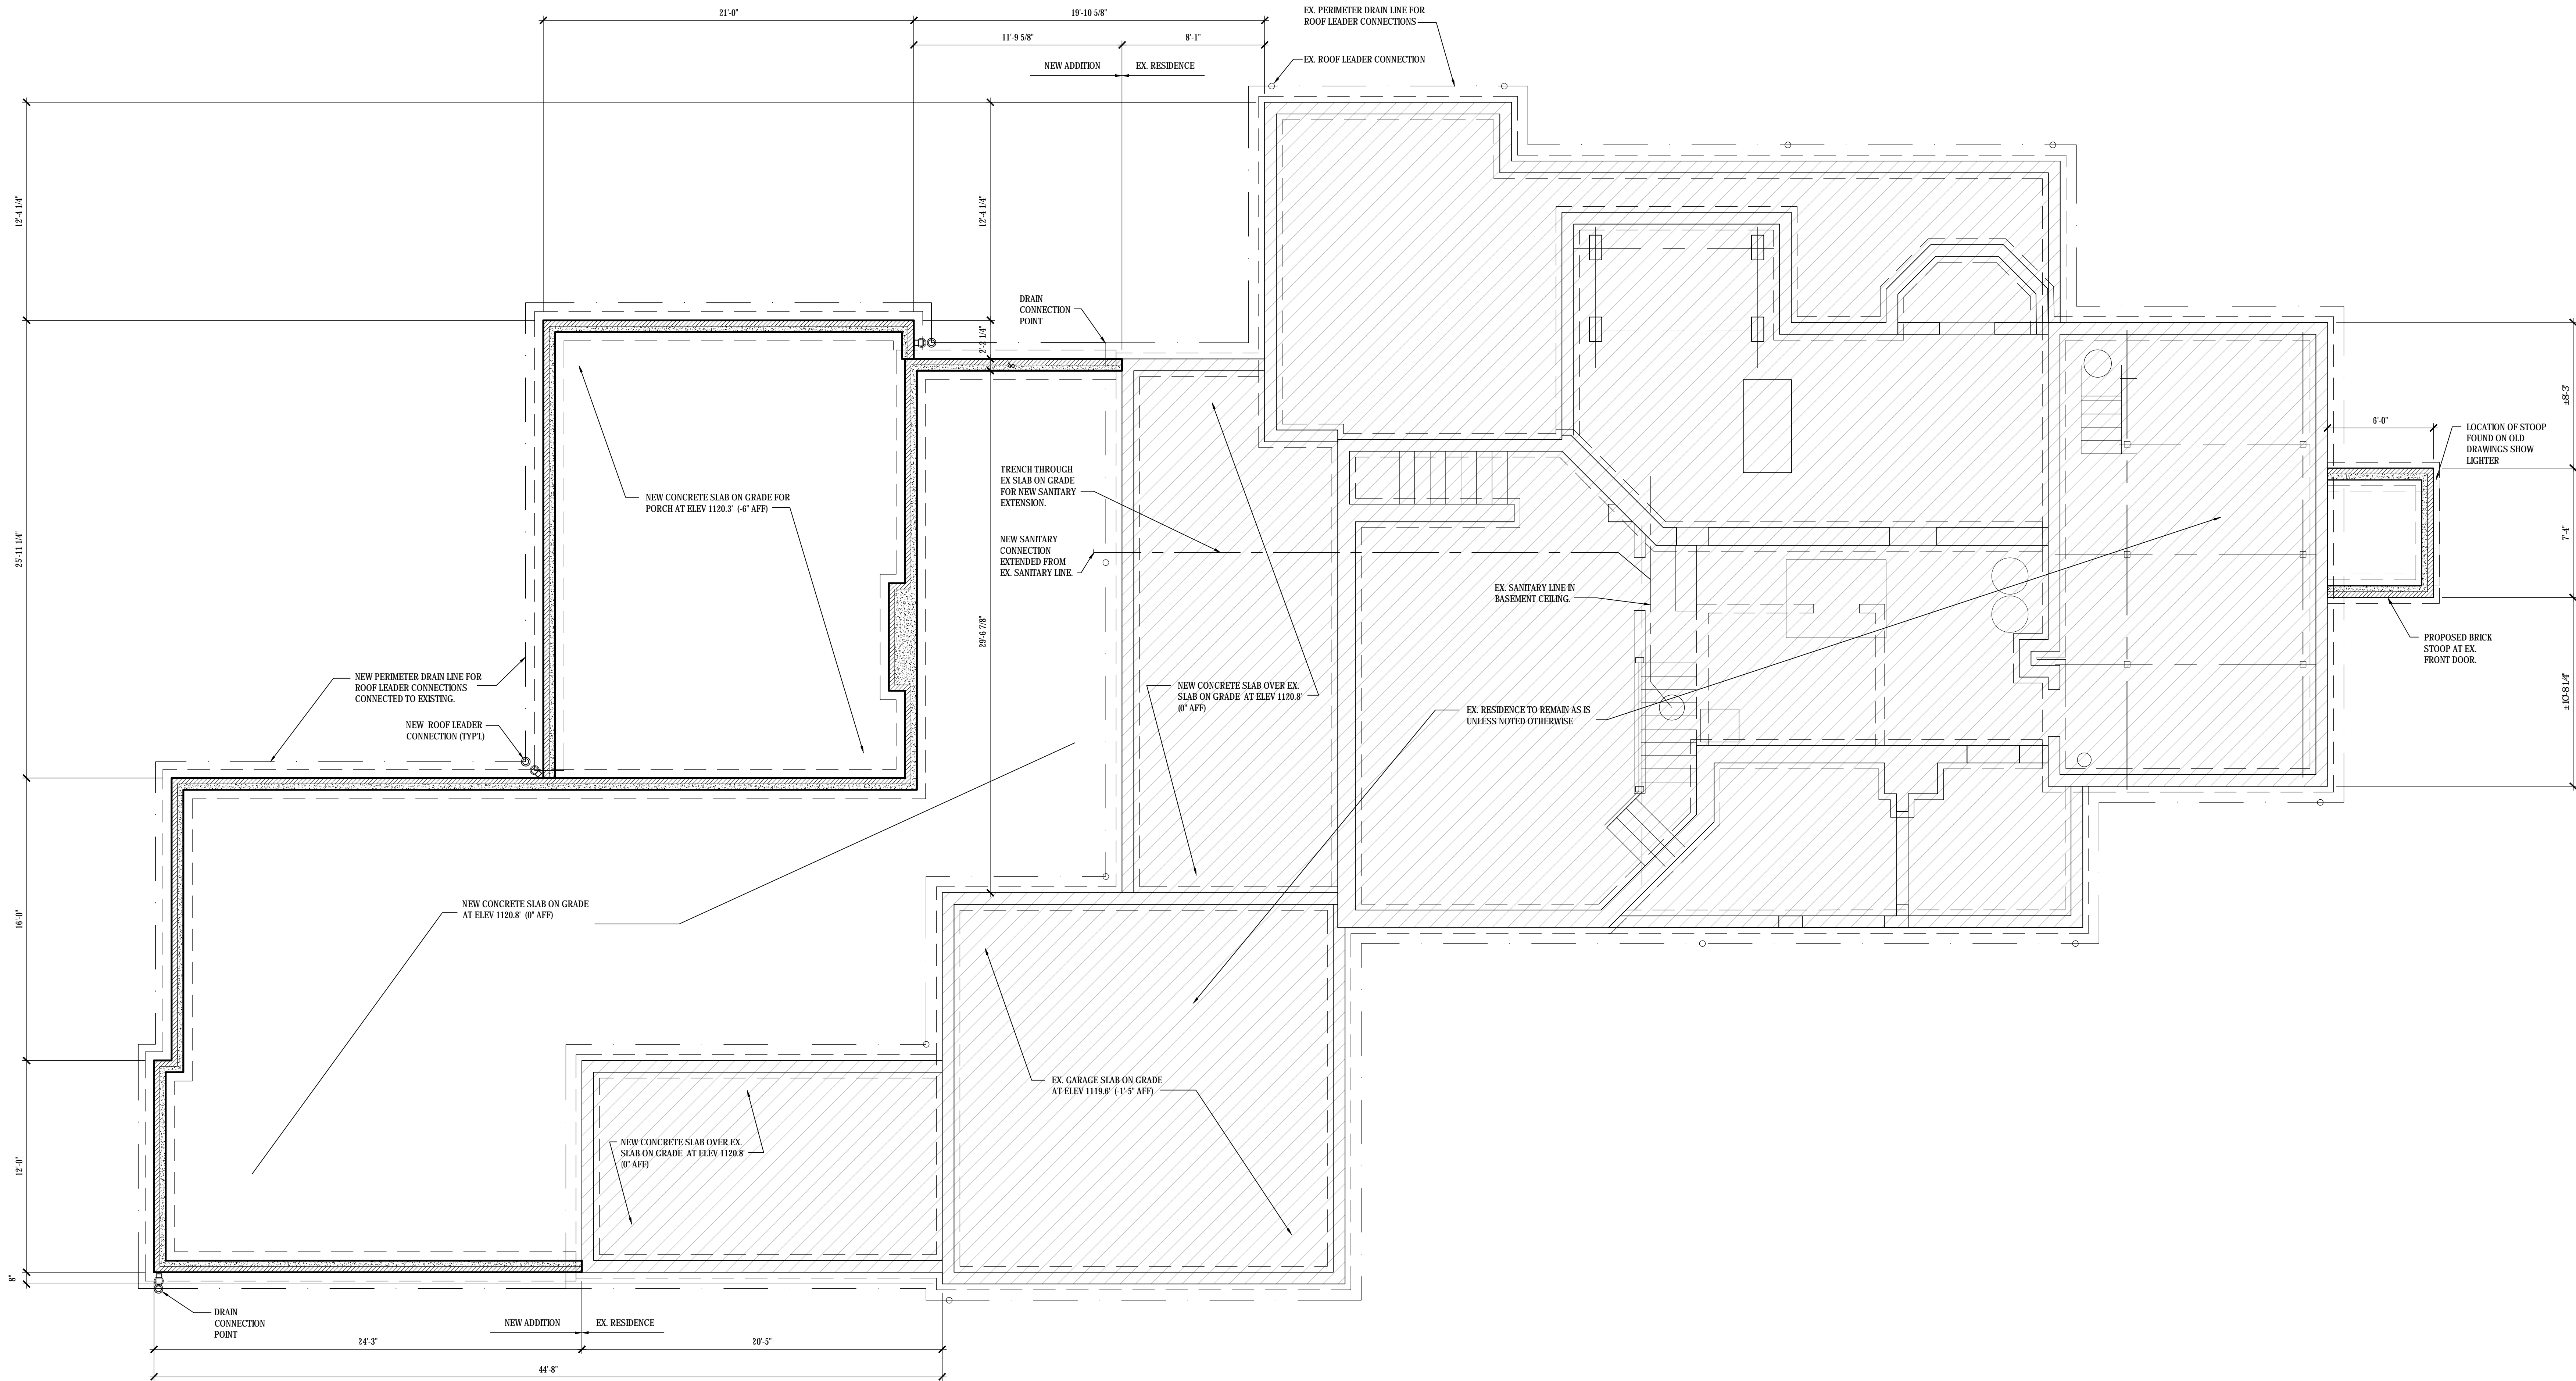 21'-0"
19'-10 5/8"
11'-9 5/8"
8'-1"
NEW ADDITION
EX. RESIDENCE
EX. PERIMETER DRAIN LINE FOR
ROOF LEADER CONNECTIONS
EX. ROOF LEADER CONNECTION
12'-4 1/4"
12'-4 1/4"
2'-2 1/4"
DRAIN
CONNECTION
POINT
25'-11 1/4"
NEW CONCRETE SLAB ON GRADE FOR
PORCH AT ELEV 1120.3' (-6" AFF)
TRENCH THROUGH
EX SLAB ON GRADE
FOR NEW SANITARY
EXTENSION.
NEW SANITARY
CONNECTION
EXTENDED FROM
EX. SANITARY LINE.
29'-6 7/8"
EX. SANITARY LINE IN
BASEMENT CEILING.
±8'-3"
6'-0"
LOCATION OF STOOP
FOUND ON OLD
DRAWINGS SHOW
LIGHTER
7'-4"
PROPOSED BRICK
STOOP AT EX.
FRONT DOOR.
±10'-8 1/4"
NEW PERIMETER DRAIN LINE FOR
ROOF LEADER CONNECTIONS
CONNECTED TO EXISTING.
NEW ROOF LEADER
CONNECTION (TYP'L)
NEW CONCRETE SLAB OVER EX.
SLAB ON GRADE AT ELEV 1120.8'
(0" AFF)
EX. RESIDENCE TO REMAIN AS IS
UNLESS NOTED OTHERWISE
16'-0"
NEW CONCRETE SLAB ON GRADE
AT ELEV 1120.8' (0" AFF)
12'-0"
EX. GARAGE SLAB ON GRADE
AT ELEV 1119.6' (-1'-5" AFF)
NEW CONCRETE SLAB OVER EX.
SLAB ON GRADE AT ELEV 1120.8'
(0" AFF)
8"
DRAIN
CONNECTION
POINT
NEW ADDITION
EX. RESIDENCE
24'-3"
20'-5"
44'-8"